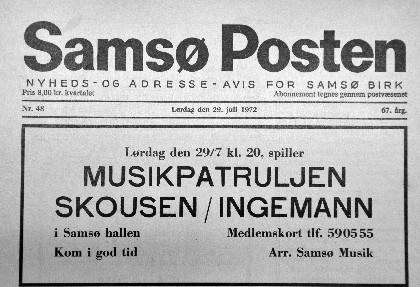 Samsø Posten
NYHEDS- OG ADRESSE-AVIS FOR SAMSØ BIRK
Pris 8,00 kr. kvartalet Abonnement tegnes gennem postvæsenet
Nr. 48 Lørdag den 29. juli 1972 67. årg.
Lørdag den 29/7 kl. 20, spiller
MUSIKPATRULJEN
SKOUSEN / INGEMANN
i Samsø hallen Medlemskort tlf. 590555
Kom i god tid Arr. Samsø Musik